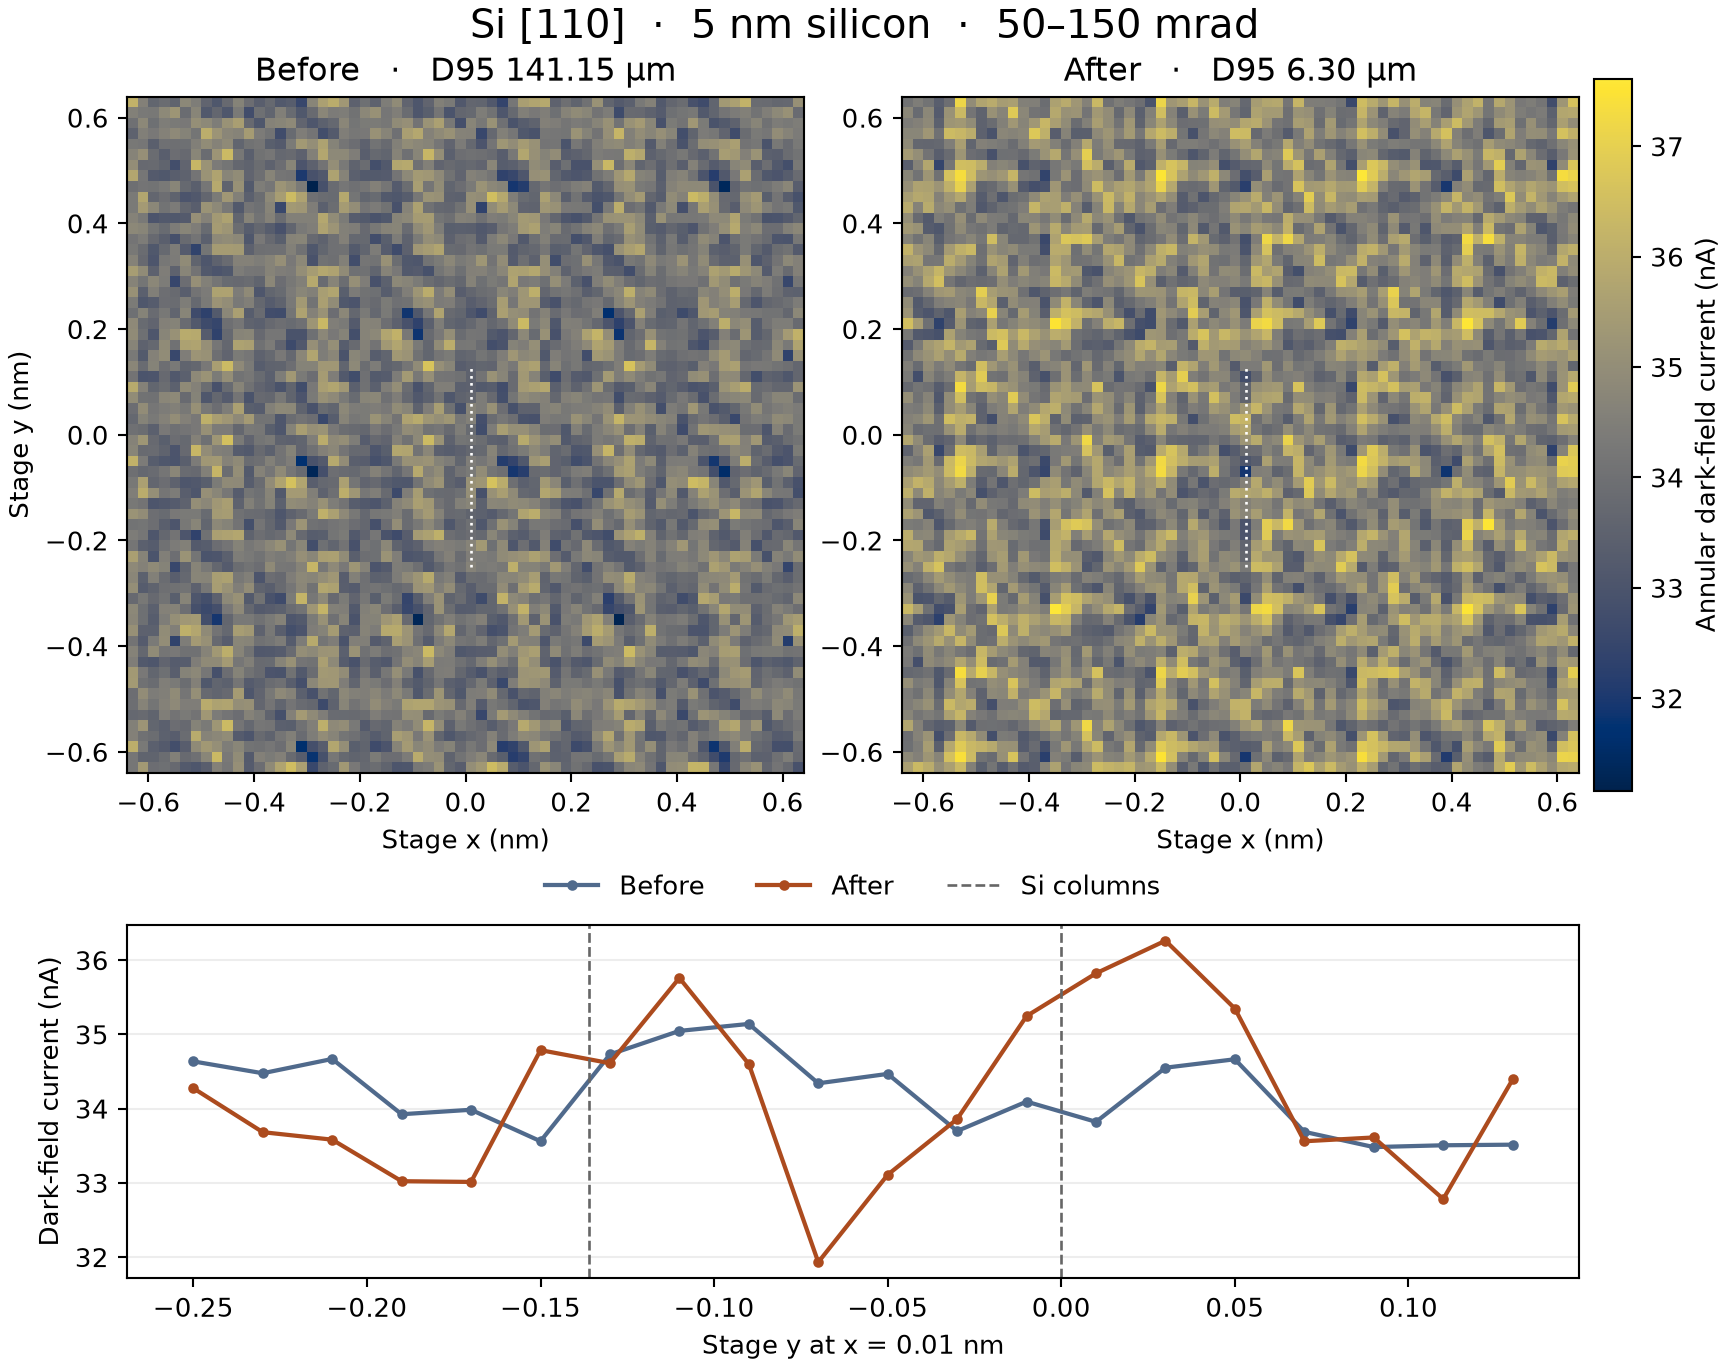 Si [110]  ·  5 nm silicon  ·  50–150 mrad
Before  ·  D95 141.15 µm
After  ·  D95 6.30 µm
0.6
0.4
0.2
0.0
−0.2
−0.4
−0.6
Stage y (nm)
−0.6 −0.4 −0.2 0.0 0.2 0.4 0.6
Stage x (nm)
0.6
0.4
0.2
0.0
−0.2
−0.4
−0.6
−0.6 −0.4 −0.2 0.0 0.2 0.4 0.6
Stage x (nm)
37
36
35
34
33
32
Annular dark-field current (nA)
Before After Si columns
36
35
34
33
32
Dark-field current (nA)
−0.25 −0.20 −0.15 −0.10 −0.05 0.00 0.05 0.10
Stage y at x = 0.01 nm